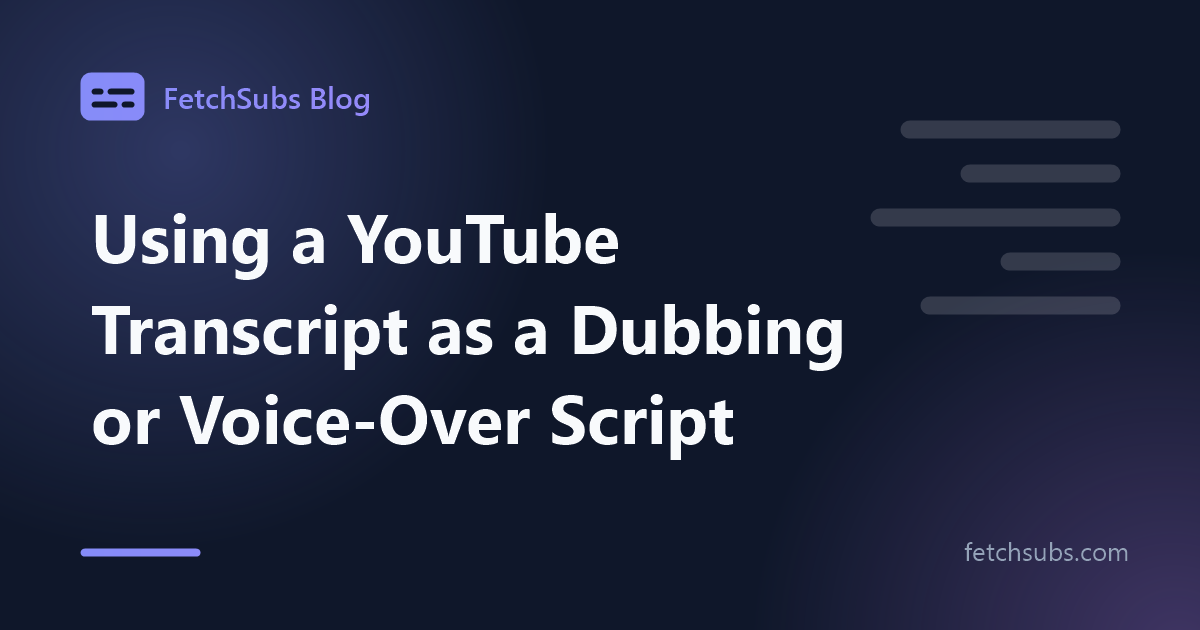 FetchSubs Blog
Using a YouTube
Transcript as a Dubbing
or Voice-Over Script
fetchsubs.com